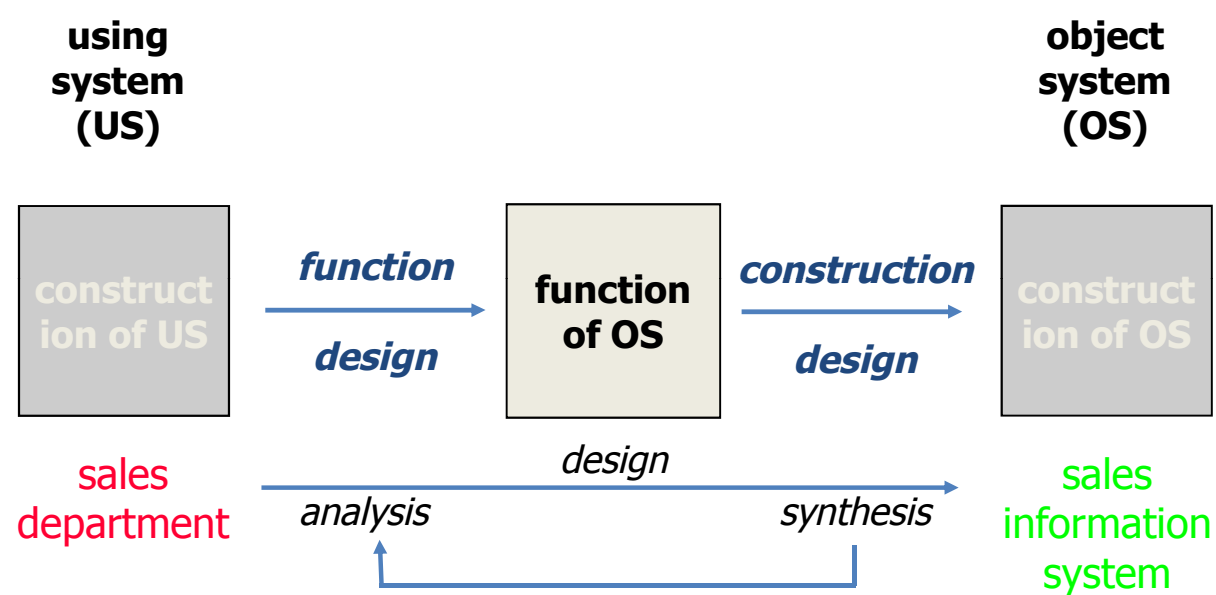 using
system
(US)
object
system
(OS)
construct
ion of US
function
design
function
of OS
construction
design
construct
ion of OS
sales
department
design
analysis
synthesis
sales
information
system